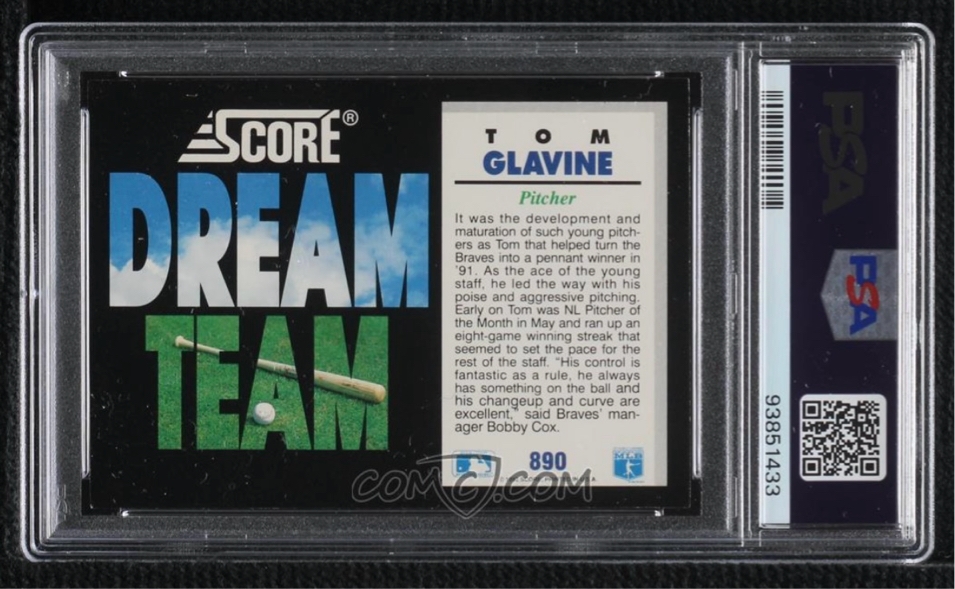 SCORE®
DREAM
TEAM
TOM
GLAVINE
Pitcher
It was the development and
maturation of such young pitch-
ers as Tom that helped turn the
Braves into a pennant winner in
'91. As the ace of the young
staff, he led the way with his
poise and aggressive pitching.
Early on Tom was NL Pitcher of
the Month in May and ran up an
eight-game winning streak that
seemed to set the pace for the
rest of the staff. "His control is
fantastic as a rule, he always
has something on the ball and
his changeup and curve are
excellent," said Braves' man-
ager Bobby Cox.
890
MLB
COMC.COM
PSA
PSA
93851433